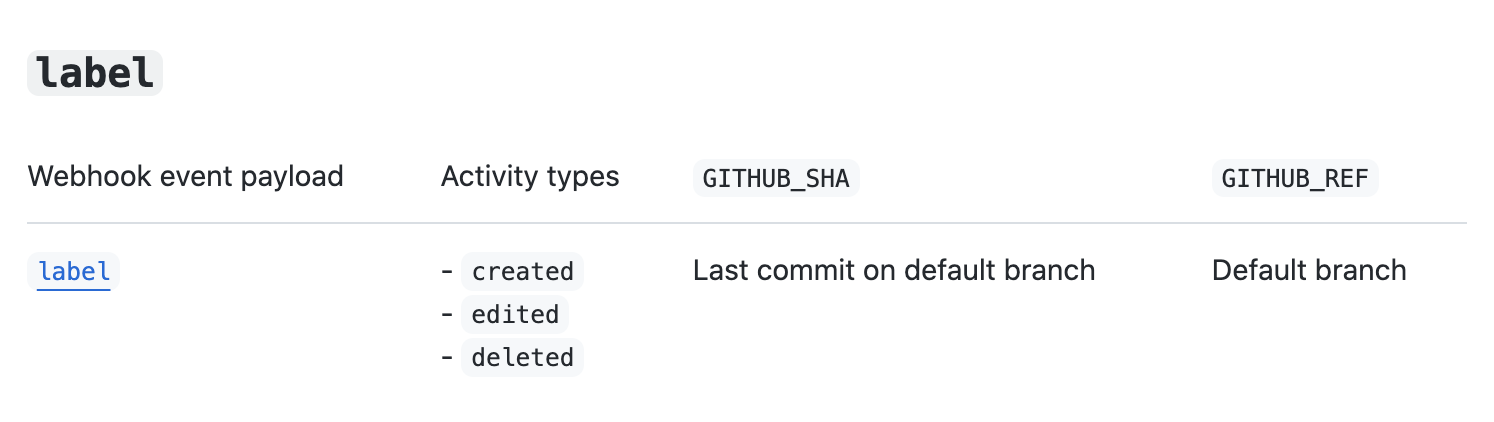 label
Webhook event payload Activity types GITHUB_SHA GITHUB_REF
label - created Last commit on default branch Default branch
- edited
- deleted